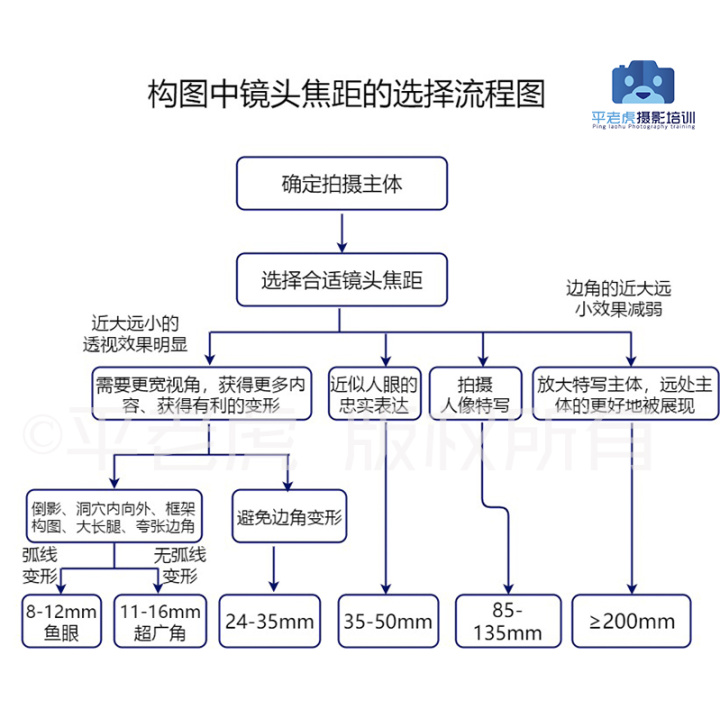 构图中镜头焦距的选择流程图
平老虎摄影培训
Ping laohu Photography training
确定拍摄主体
选择合适镜头焦距
近大远小的
透视效果明显
边角的近大远
小效果减弱
需要更宽视角，获得更多内
容、获得有利的变形
近似人眼的
忠实表达
拍摄
人像特写
放大特写主体，远处主
体的更好地被展现
©平老虎 版权所有
倒影、洞穴内向外、框架
构图、大长腿、夸张边角
避免边角变形
弧线
变形
无弧线
变形
8-12mm
鱼眼
11-16mm
超广角
24-35mm
35-50mm
85-
135mm
≥200mm